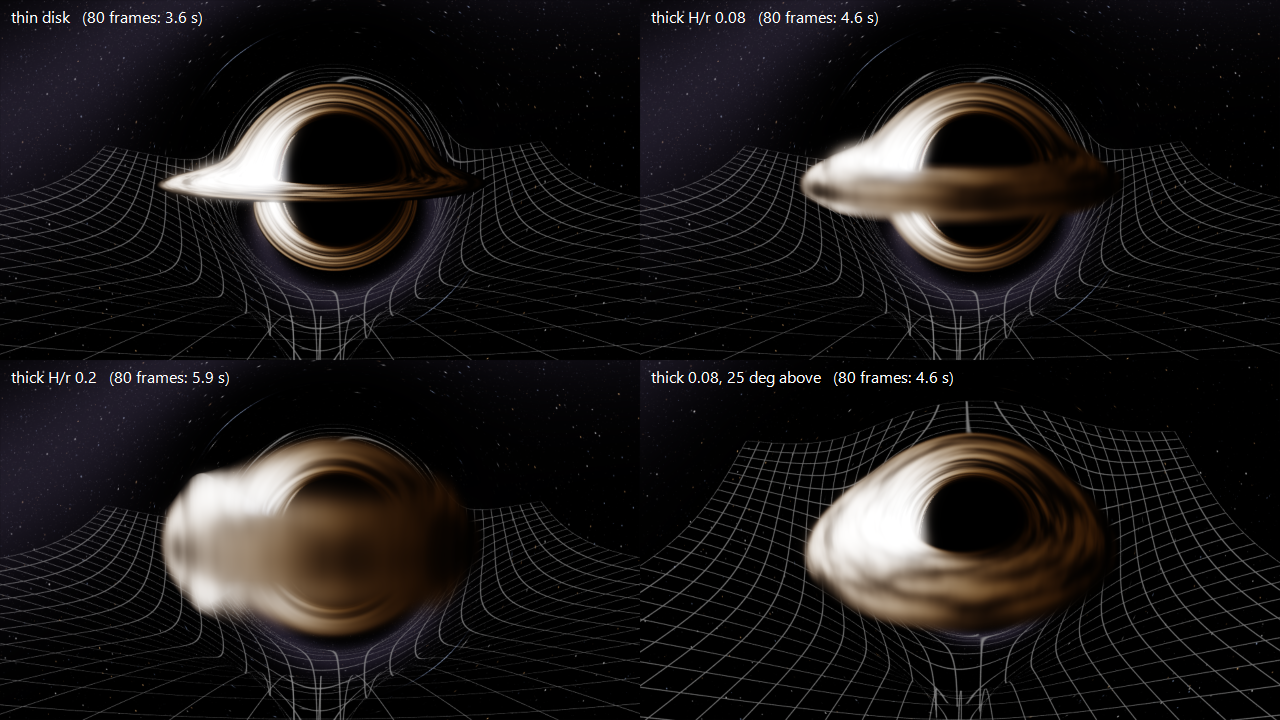 thin disk (80 frames: 3.6 s)
thick H/r 0.08 (80 frames: 4.6 s)
thick H/r 0.2 (80 frames: 5.9 s)
thick 0.08, 25 deg above (80 frames: 4.6 s)